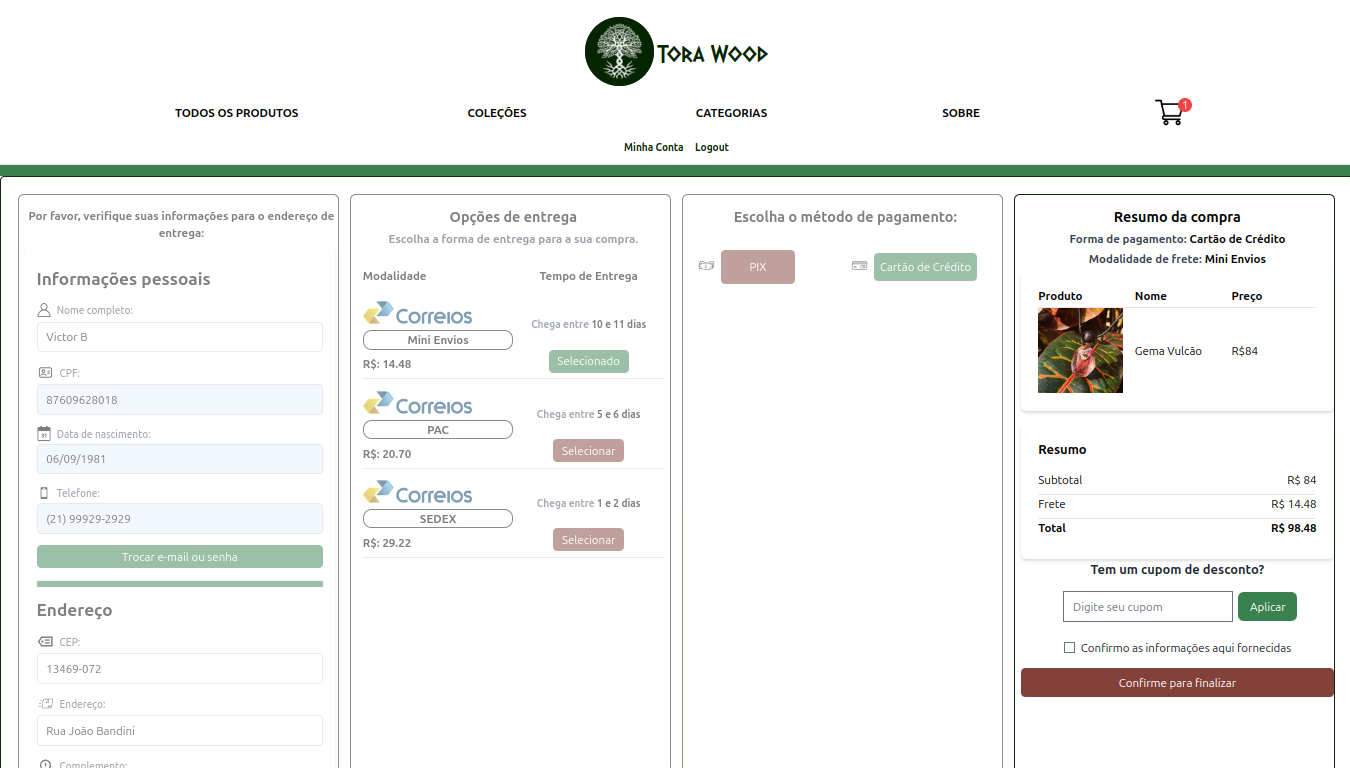 TORA WOOD
TODOS OS PRODUTOS
COLEÇÕES
CATEGORIAS
SOBRE
1
Minha Conta
Logout
Por favor, verifique suas informações para o endereço de
entrega:
Informações pessoais
Nome completo:
Victor B
CPF:
87609628018
31
Data de nascimento:
06/09/1981
Telefone:
(21) 99929-2929
Trocar e-mail ou senha
Endereço
CEP:
13469-072
Endereço:
Rua João Bandini
Complemento:
Opções de entrega
Escolha a forma de entrega para a sua compra.
Modalidade
Tempo de Entrega
Correios
Mini Envios
R$: 14.48
Chega entre 10 e 11 dias
Selecionado
Correios
PAC
R$: 20.70
Chega entre 5 e 6 dias
Selecionar
Correios
SEDEX
R$: 29.22
Chega entre 1 e 2 dias
Selecionar
Escolha o método de pagamento:
PIX
Cartão de Crédito
Resumo da compra
Forma de pagamento: Cartão de Crédito
Modalidade de frete: Mini Envios
Produto
Nome
Preço
Gema Vulcão
R$84
Resumo
Subtotal
R$ 84
Frete
R$ 14.48
Total
R$ 98.48
Tem um cupom de desconto?
Digite seu cupom
Aplicar
Confirmo as informações aqui fornecidas
Confirme para finalizar